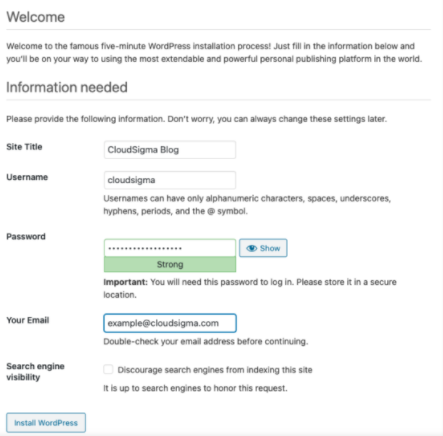 Welcome
Welcome to the famous five-minute WordPress installation process! Just fill in the information below and
you'll be on your way to using the most extendable and powerful personal publishing platform in the world.
Information needed
Please provide the following information. Don't worry, you can always change these settings later.
Site Title
CloudSigma Blog
Username
cloudsigma
Usernames can have only alphanumeric characters, spaces, underscores,
hyphens, periods, and the @ symbol.
Password
••••••••••••••••••
Show
Strong
Important: You will need this password to log in. Please store it in a secure
location.
Your Email
example@cloudsigma.com
Double-check your email address before continuing.
Search engine
visibility
Discourage search engines from indexing this site
It is up to search engines to honor this request.
Install WordPress